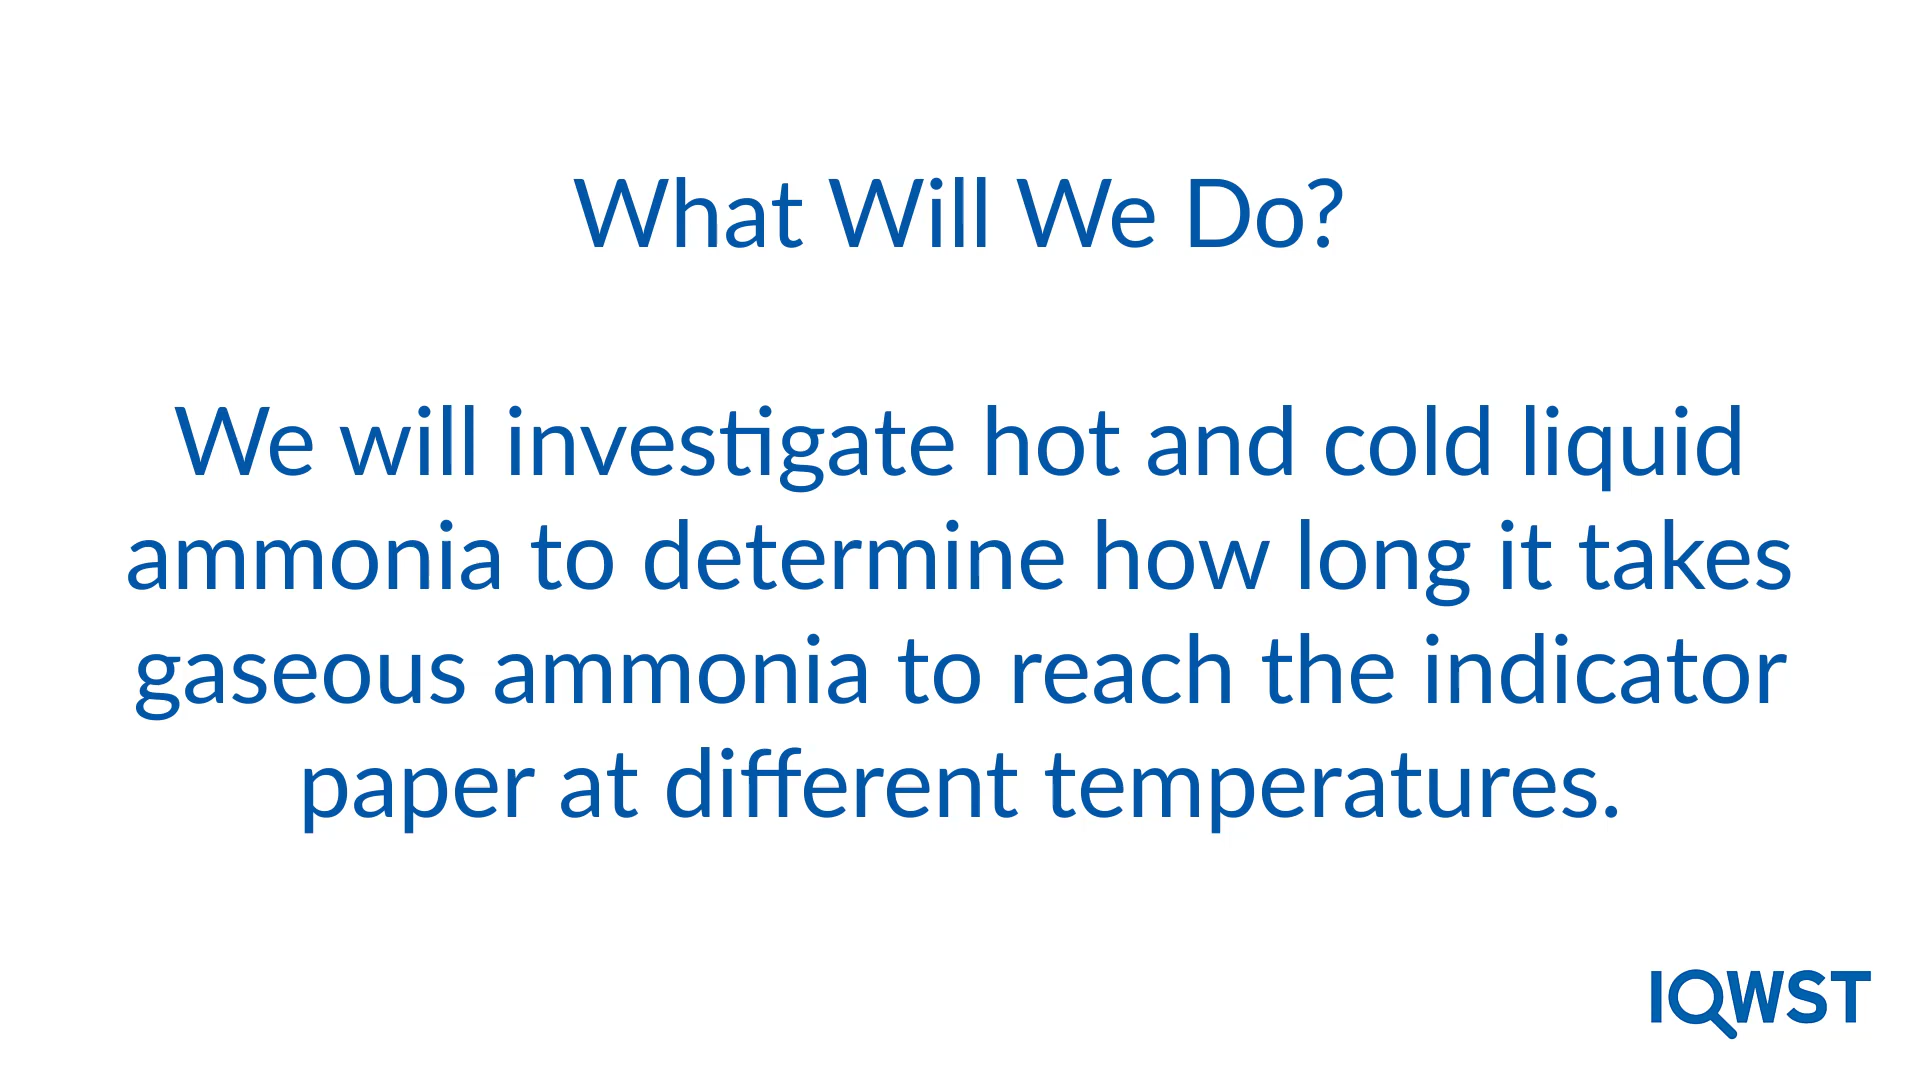 What Will We Do?
We will investigate hot and cold liquid
ammonia to determine how long it takes
gaseous ammonia to reach the indicator
paper at different temperatures.
IQWST